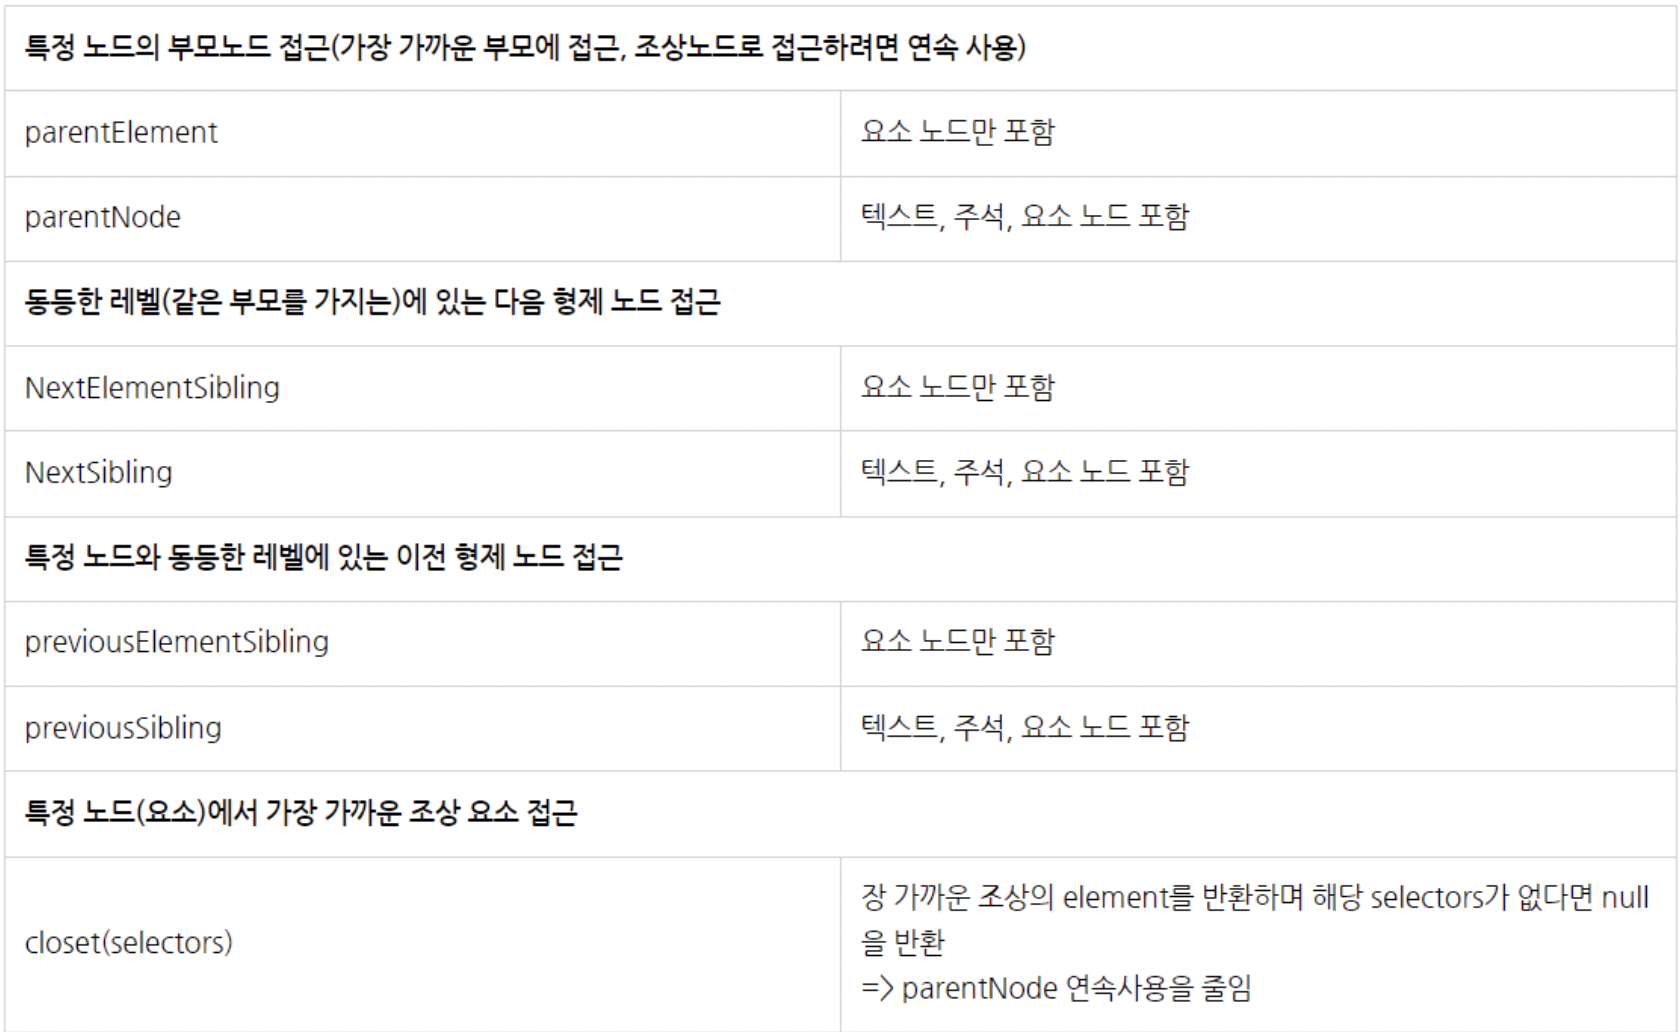 특정 노드의 부모노드 접근(가장 가까운 부모에 접근, 조상노드로 접근하려면 연속 사용)
parentElement
요소 노드만 포함
parentNode
텍스트, 주석, 요소 노드 포함
동등한 레벨(같은 부모를 가지는)에 있는 다음 형제 노드 접근
NextElementSibling
요소 노드만 포함
NextSibling
텍스트, 주석, 요소 노드 포함
특정 노드와 동등한 레벨에 있는 이전 형제 노드 접근
previousElementSibling
요소 노드만 포함
previousSibling
텍스트, 주석, 요소 노드 포함
특정 노드(요소)에서 가장 가까운 조상 요소 접근
closet(selectors)
장 가까운 조상의 element를 반환하며 해당 selectors가 없다면 null
을 반환
=> parentNode 연속사용을 줄임